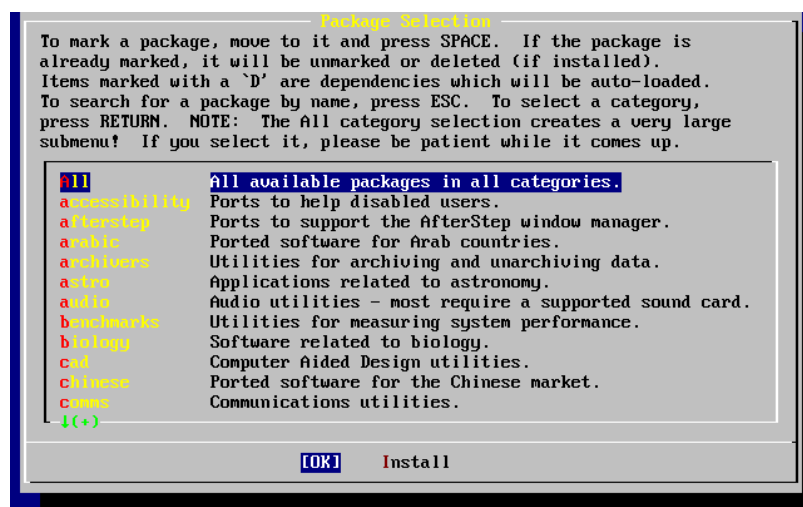 Package Selection
To mark a package, move to it and press SPACE.  If the package is
already marked, it will be unmarked or deleted (if installed).
Items marked with a `D' are dependencies which will be auto-loaded.
To search for a package by name, press ESC.  To select a category,
press RETURN.  NOTE:  The All category selection creates a very large
submenu!  If you select it, please be patient while it comes up.
All All available packages in all categories.
accessibility Ports to help disabled users.
afterstep Ports to support the AfterStep window manager.
arabic Ported software for Arab countries.
archivers Utilities for archiving and unarchiving data.
astro Applications related to astronomy.
audio Audio utilities - most require a supported sound card.
benchmarks Utilities for measuring system performance.
biology Software related to biology.
cad Computer Aided Design utilities.
chinese Ported software for the Chinese market.
comms Communications utilities.
↓(+)
[OK] Install